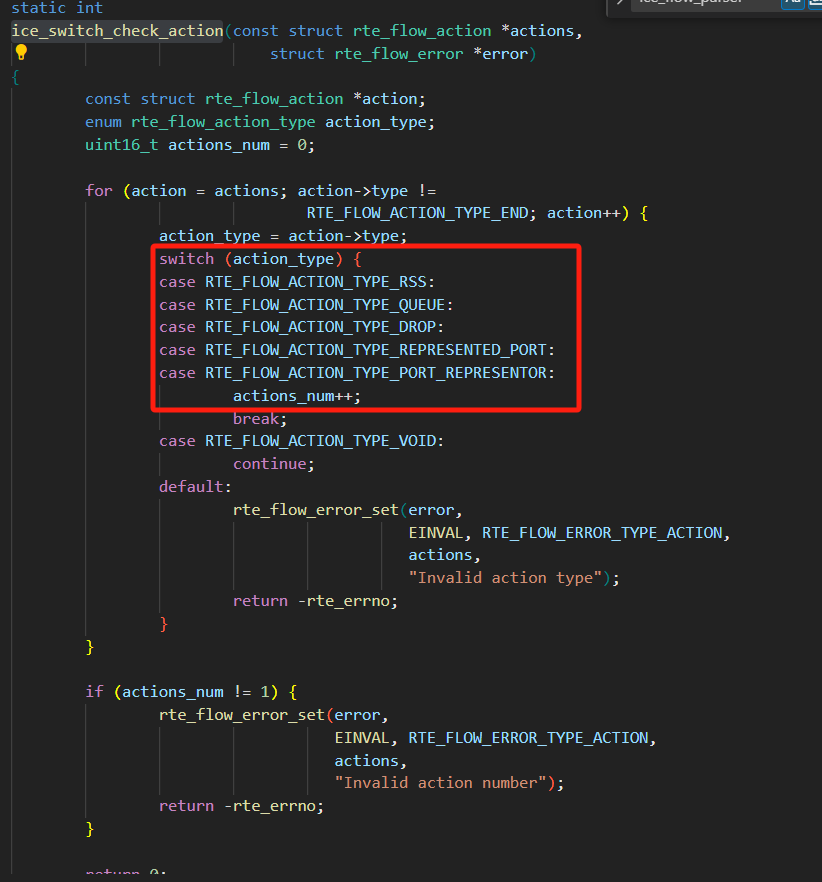 static int
ice_switch_check_action(const struct rte_flow_action *actions,
struct rte_flow_error *error)
{
const struct rte_flow_action *action;
enum rte_flow_action_type action_type;
uint16_t actions_num = 0;
for (action = actions; action->type !=
RTE_FLOW_ACTION_TYPE_END; action++) {
action_type = action->type;
switch (action_type) {
case RTE_FLOW_ACTION_TYPE_RSS:
case RTE_FLOW_ACTION_TYPE_QUEUE:
case RTE_FLOW_ACTION_TYPE_DROP:
case RTE_FLOW_ACTION_TYPE_REPRESENTED_PORT:
case RTE_FLOW_ACTION_TYPE_PORT_REPRESENTOR:
actions_num++;
break;
case RTE_FLOW_ACTION_TYPE_VOID:
continue;
default:
rte_flow_error_set(error,
EINVAL, RTE_FLOW_ERROR_TYPE_ACTION,
actions,
"Invalid action type");
return -rte_errno;
}
}
if (actions_num != 1) {
rte_flow_error_set(error,
EINVAL, RTE_FLOW_ERROR_TYPE_ACTION,
actions,
"Invalid action number");
return -rte_errno;
}
return 0;